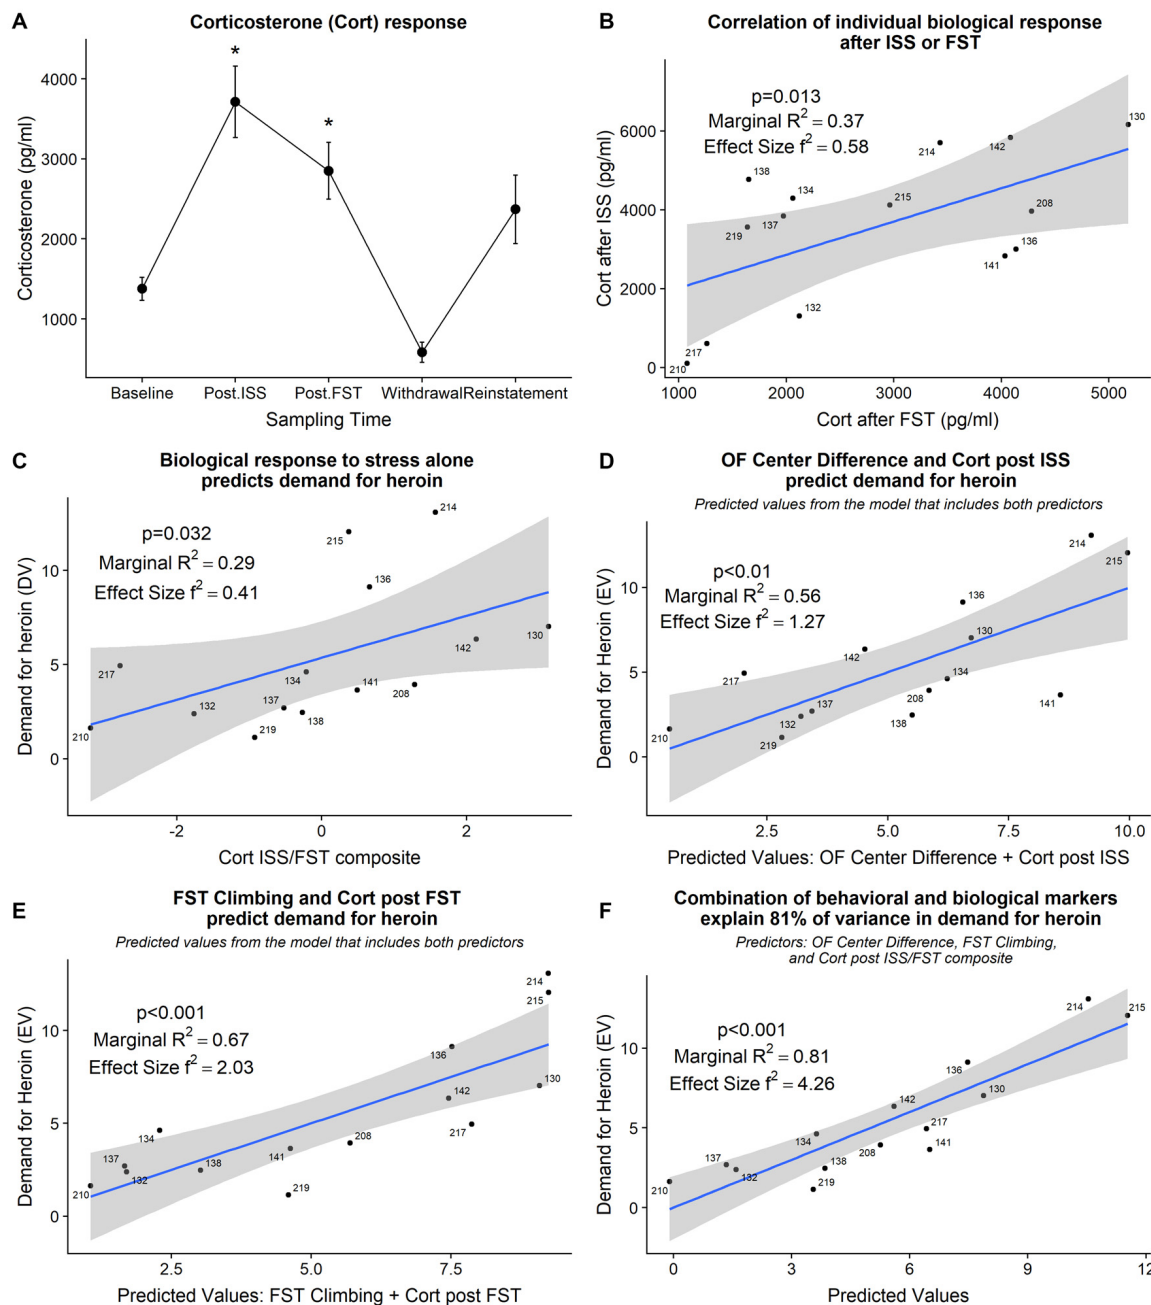 A
Corticosterone (Cort) response
Corticosterone (pg/ml)
4000
3000
2000
1000
*
*
Baseline
Post.ISS
Post.FST
Withdrawal
Reinstatement
Sampling Time
B
Correlation of individual biological response
after ISS or FST
p=0.013
Marginal R² = 0.37
Effect Size f² = 0.58
Cort after ISS (pg/ml)
6000
4000
2000
0
130
142
214
138
134
215
208
219
137
136
141
132
217
210
1000
2000
3000
4000
5000
Cort after FST (pg/ml)
C
Biological response to stress alone
predicts demand for heroin
p=0.032
Marginal R² = 0.29
Effect Size f² = 0.41
Demand for heroin (DV)
10
5
0
214
215
136
130
142
217
134
141
208
132
137
138
210
219
-2
0
2
Cort ISS/FST composite
D
OF Center Difference and Cort post ISS
predict demand for heroin
Predicted values from the model that includes both predictors
p<0.01
Marginal R² = 0.56
Effect Size f² = 1.27
Demand for Heroin (EV)
10
5
0
214
215
136
130
142
217
134
208
141
137
132
138
210
219
2.5
5.0
7.5
10.0
Predicted Values: OF Center Difference + Cort post ISS
E
FST Climbing and Cort post FST
predict demand for heroin
Predicted values from the model that includes both predictors
p<0.001
Marginal R² = 0.67
Effect Size f² = 2.03
Demand for Heroin (EV)
10
5
0
214
215
136
130
142
217
134
208
141
137
138
132
210
219
2.5
5.0
7.5
Predicted Values: FST Climbing + Cort post FST
F
Combination of behavioral and biological markers
explain 81% of variance in demand for heroin
Predictors: OF Center Difference, FST Climbing,
and Cort post ISS/FST composite
p<0.001
Marginal R² = 0.81
Effect Size f² = 4.26
Demand for Heroin (EV)
10
5
0
214
215
136
130
142
217
134
141
208
137
138
132
210
219
0
3
6
9
12
Predicted Values